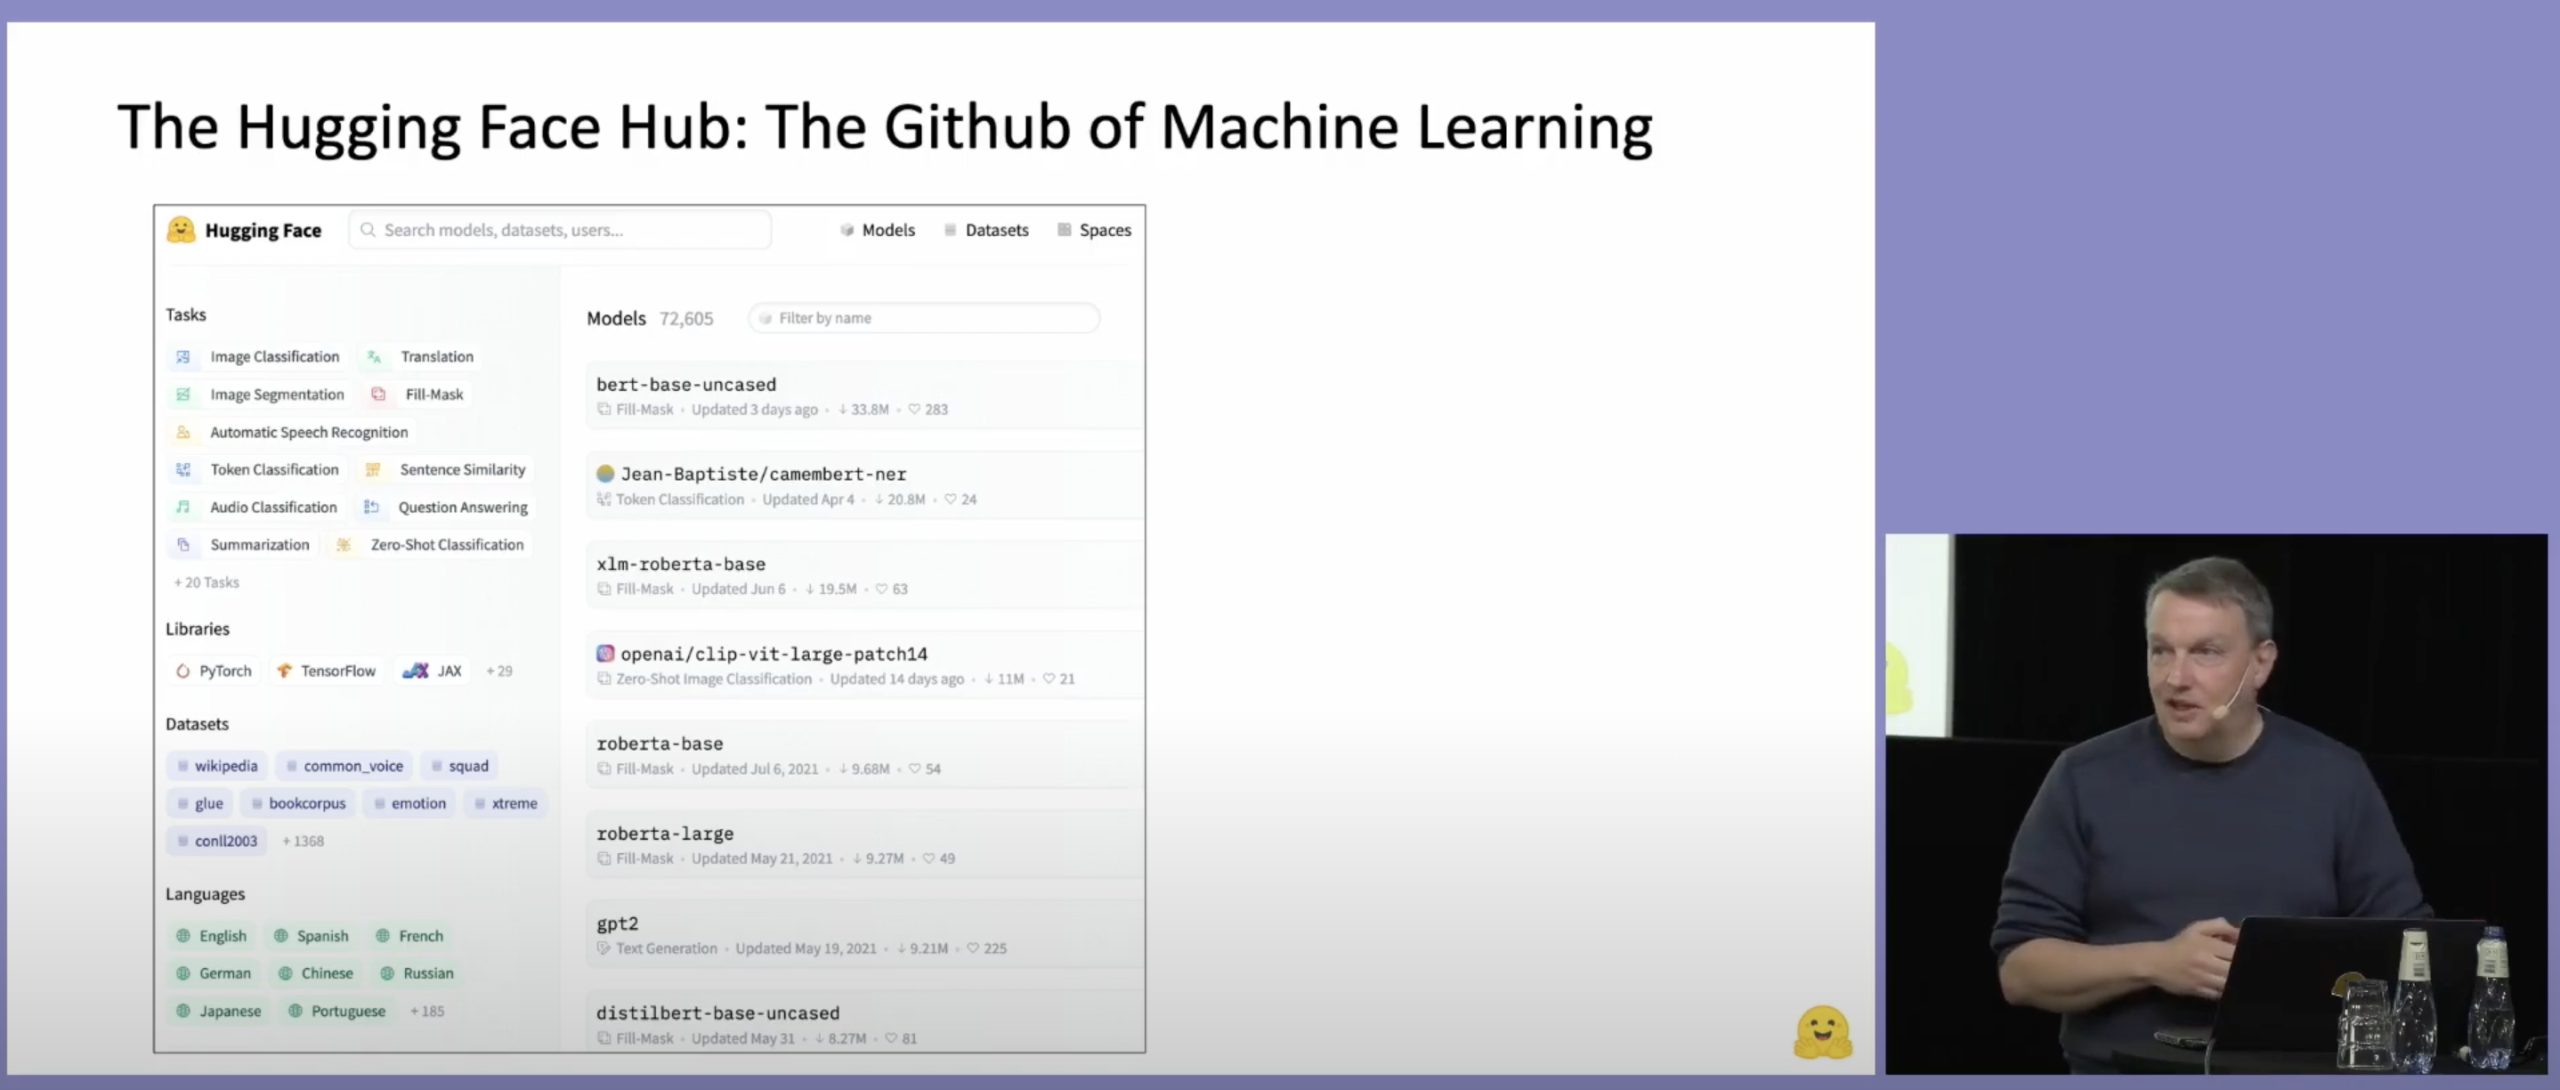 The Hugging Face Hub: The Github of Machine Learning
Hugging Face Search models, datasets, users... Models Datasets Spaces
Tasks
Image Classification Translation
Image Segmentation Fill-Mask
Automatic Speech Recognition
Token Classification Sentence Similarity
Audio Classification Question Answering
Summarization Zero-Shot Classification
+ 20 Tasks
Libraries
PyTorch TensorFlow JAX + 29
Datasets
wikipedia common_voice squad
glue bookcorpus emotion xtreme
conll2003 + 1368
Languages
English Spanish French
German Chinese Russian
Japanese Portuguese + 185
Models 72,605 Filter by name
bert-base-uncased
Fill-Mask • Updated 3 days ago • ↓ 33.8M • ♡ 283
Jean-Baptiste/camembert-ner
Token Classification • Updated Apr 4 • ↓ 20.8M • ♡ 24
xlm-roberta-base
Fill-Mask • Updated Jun 6 • ↓ 19.5M • ♡ 63
openai/clip-vit-large-patch14
Zero-Shot Image Classification • Updated 14 days ago • ↓ 11M • ♡ 21
roberta-base
Fill-Mask • Updated Jul 6, 2021 • ↓ 9.68M • ♡ 54
roberta-large
Fill-Mask • Updated May 21, 2021 • ↓ 9.27M • ♡ 49
gpt2
Text Generation • Updated May 19, 2021 • ↓ 9.21M • ♡ 225
distilbert-base-uncased
Fill-Mask • Updated May 31 • ↓ 8.27M • ♡ 81